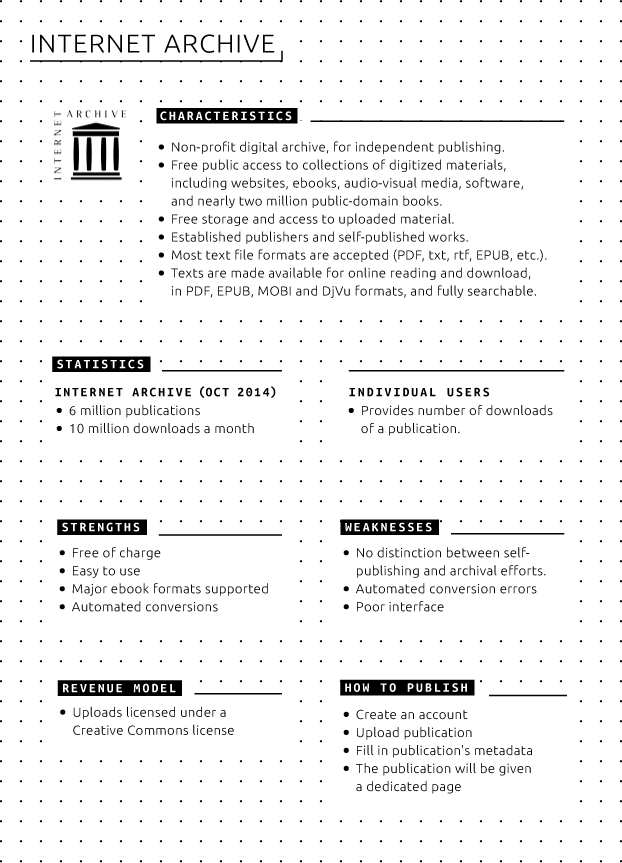 INTERNET ARCHIVE
INTERNET
ARCHIVE
CHARACTERISTICS
• Non-profit digital archive, for independent publishing.
• Free public access to collections of digitized materials,
including websites, ebooks, audio-visual media, software,
and nearly two million public-domain books.
• Free storage and access to uploaded material.
• Established publishers and self-published works.
• Most text file formats are accepted (PDF, txt, rtf, EPUB, etc.).
• Texts are made available for online reading and download,
in PDF, EPUB, MOBI and DjVu formats, and fully searchable.
STATISTICS
INTERNET ARCHIVE (OCT 2014)
• 6 million publications
• 10 million downloads a month
INDIVIDUAL USERS
• Provides number of downloads
of a publication.
STRENGTHS
• Free of charge
• Easy to use
• Major ebook formats supported
• Automated conversions
WEAKNESSES
• No distinction between self-
publishing and archival efforts.
• Automated conversion errors
• Poor interface
REVENUE MODEL
• Uploads licensed under a
Creative Commons license
HOW TO PUBLISH
• Create an account
• Upload publication
• Fill in publication's metadata
• The publication will be given
a dedicated page